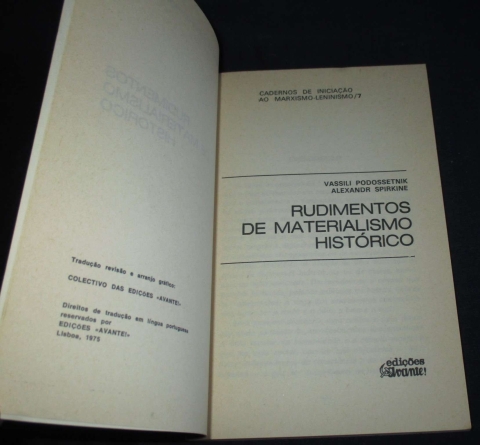 Tradução revisão e arranjo gráfico:
COLECTIVO DAS EDIÇÕES «AVANTE!»
Direitos de tradução em língua portuguesa
reservados por
EDIÇÕES «AVANTE!»
Lisboa, 1975
CADERNOS DE INICIAÇÃO
AO MARXISMO-LENINISMO/7
VASSILI PODOSSETNIK
ALEXANDR SPIRKINE
RUDIMENTOS
DE MATERIALISMO
HISTÓRICO
edições
Avante!